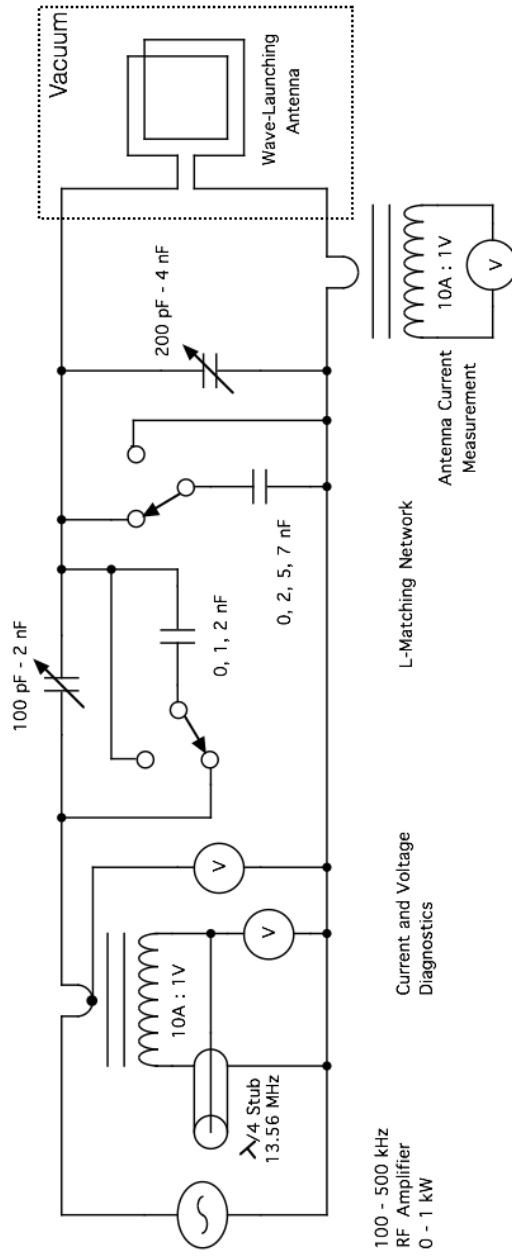 100 - 500 kHz
RF Amplifier
0 - 1 kW
λ/4 Stub
13.56 MHz
10A : 1V
V
V
Current and Voltage
Diagnostics
100 pF - 2 nF
0, 1, 2 nF
0, 2, 5, 7 nF
L-Matching Network
200 pF - 4 nF
Antenna Current
Measurement
10A : 1V
V
Vacuum
Wave-Launching
Antenna